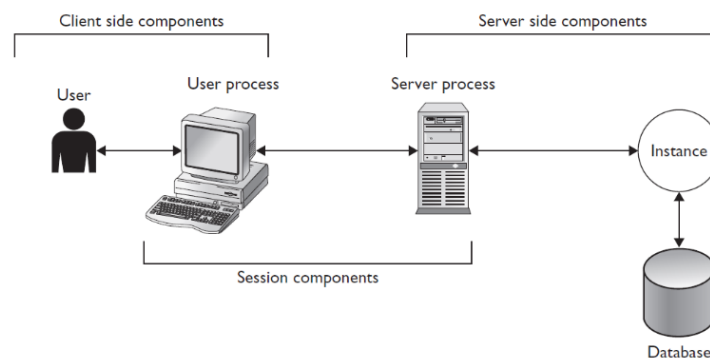 Client side components
Server side components
User
User process
Server process
Instance
Session components
Database